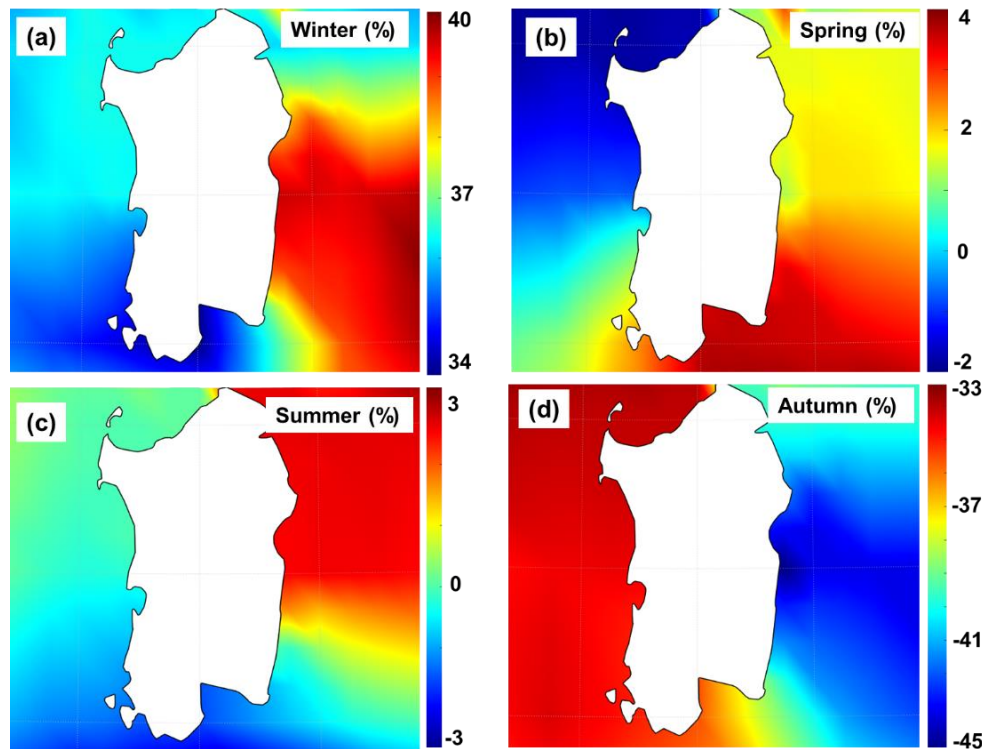 (a)
Winter (%)
40
37
34
(b)
Spring (%)
4
2
0
-2
(c)
Summer (%)
3
0
-3
(d)
Autumn (%)
-33
-37
-41
-45